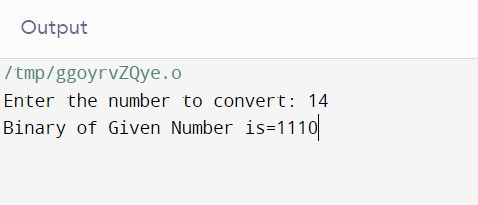 Output
/tmp/ggoyrvZQye.o
Enter the number to convert: 14
Binary of Given Number is=1110